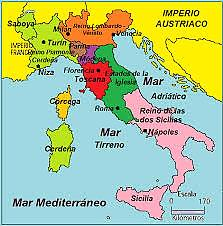 Saboya
IMPERIO
AUSTRIACO
Reino Lombardo-
Véneto
Milán
Venecia
IMPERIO
Turín
Parma
Reino Piamonte
Cerdeña
Módena
Niza
Florencia
Toscana
Estados de la
Iglesia
Mar
Adriático
Córcega
Roma
Reino de las
dos Sicilias
Nápoles
Mar
Tirreno
Cerdeña
Mar Mediterráneo
Sicilia
Escala
0 170
Kilómetros